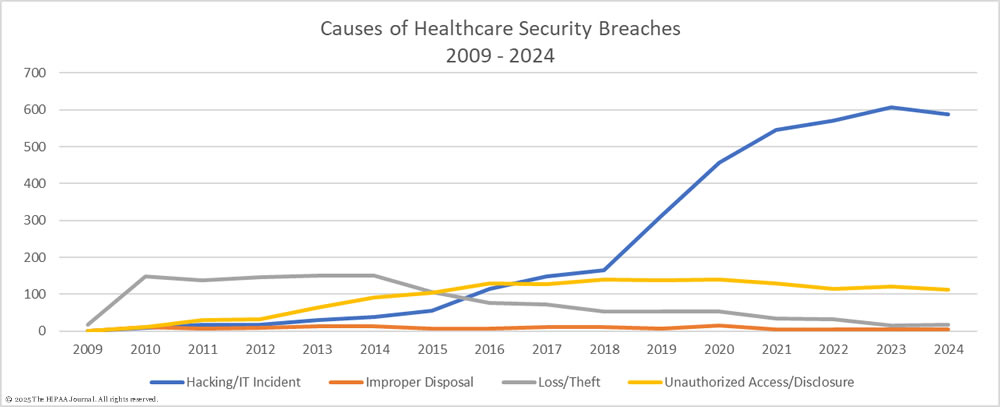 Causes of Healthcare Security Breaches
2009 - 2024
700
600
500
400
300
200
100
0
2009 2010 2011 2012 2013 2014 2015 2016 2017 2018 2019 2020 2021 2022 2023 2024
Hacking/IT Incident Improper Disposal Loss/Theft Unauthorized Access/Disclosure
© 2025 The HIPAA Journal. All rights reserved.